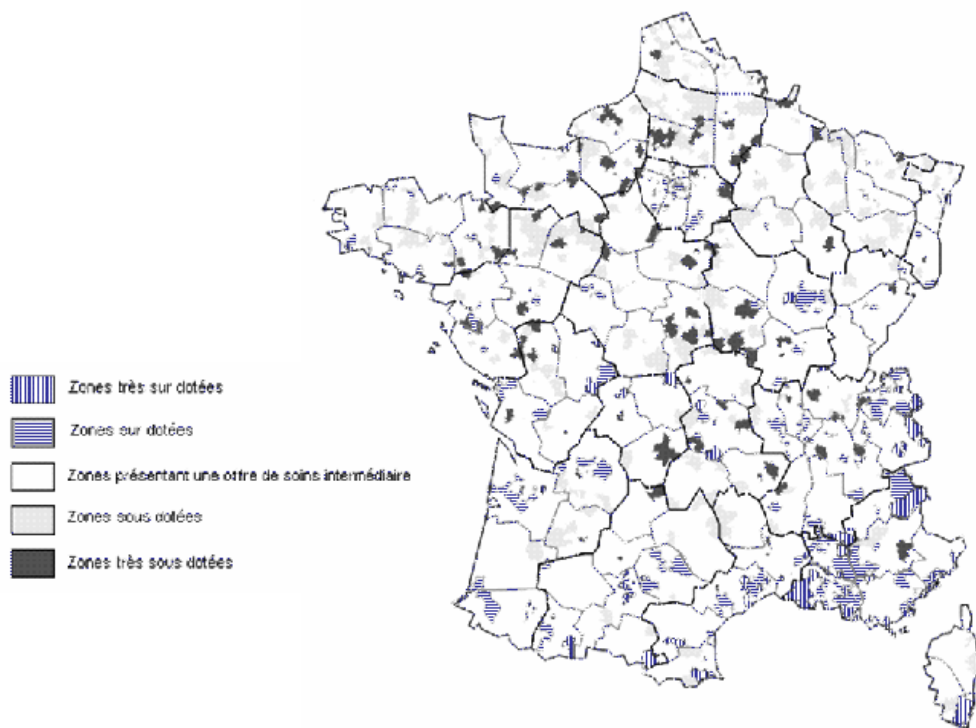 Zones très sur dotées
Zones sur dotées
Zones présentant une offre de soins intermédiaire
Zones sous dotées
Zones très sous dotées